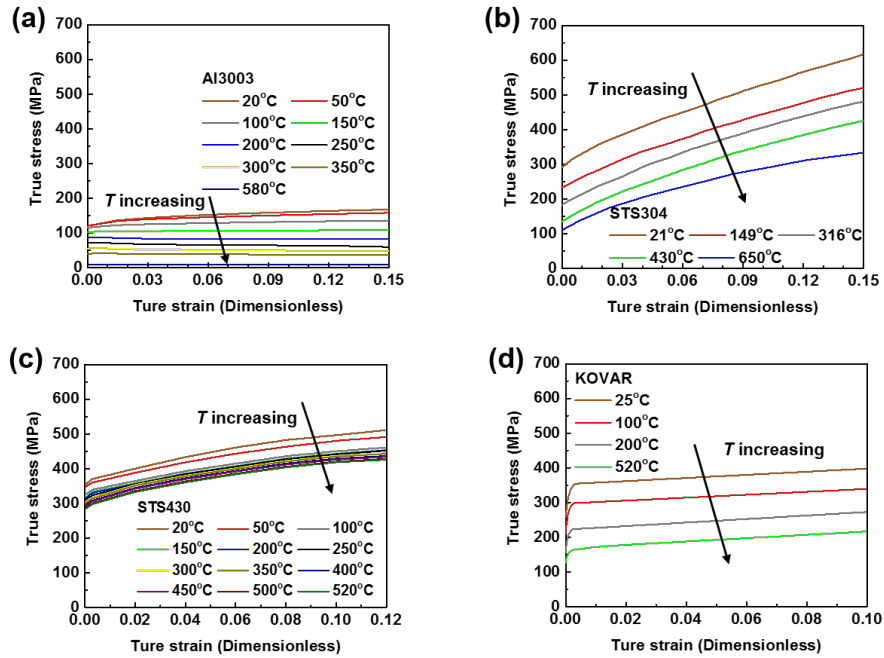 (a)
700
600
500
400
300
200
100
0
True stress (MPa)
Al3003
20°C 50°C
100°C 150°C
200°C 250°C
300°C 350°C
580°C
T increasing
0.00 0.03 0.06 0.09 0.12 0.15
Ture strain (Dimensionless)
(b)
700
600
500
400
300
200
100
0
True stress (MPa)
T increasing
STS304
21°C 149°C 316°C
430°C 650°C
0.00 0.03 0.06 0.09 0.12 0.15
Ture strain (Dimensionless)
(c)
700
600
500
400
300
200
100
0
True stress (MPa)
T increasing
STS430
20°C 50°C 100°C
150°C 200°C 250°C
300°C 350°C 400°C
450°C 500°C 520°C
0.00 0.02 0.04 0.06 0.08 0.10 0.12
Ture strain (Dimensionless)
(d)
700
600
500
400
300
200
100
0
True stress (MPa)
KOVAR
25°C
100°C
200°C
520°C
T increasing
0.00 0.02 0.04 0.06 0.08 0.10
Ture strain (Dimensionless)